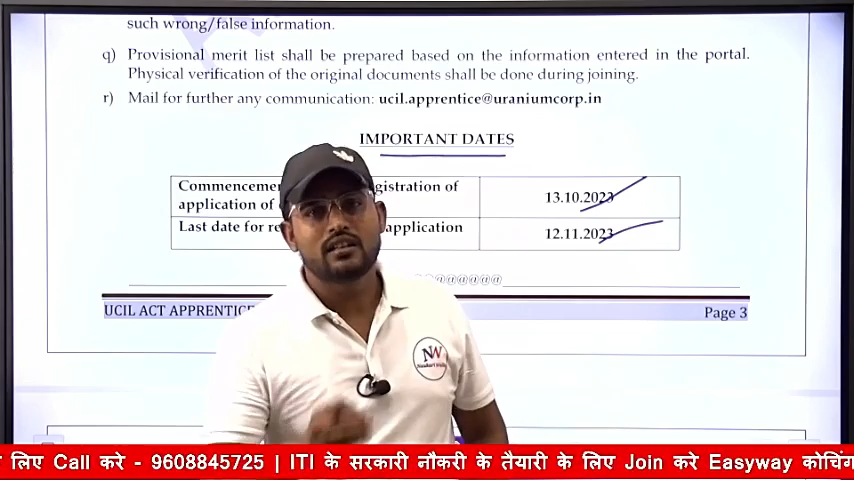 such wrong/false information.
q) Provisional merit list shall be prepared based on the information entered in the portal.
Physical verification of the original documents shall be done during joining.
r) Mail for further any communication: ucil.apprentice@uraniumcorp.in
IMPORTANT DATES
Commencemen gistration of
application of 13.10.2023
Last date for re application 12.11.2023
@@@@@@@
UCIL ACT APPRENTICE Page 3
NW
लिए Call करे - 9608845725 | ITI के सरकारी नौकरी के तैयारी के लिए Join करे Easyway कोचिंग